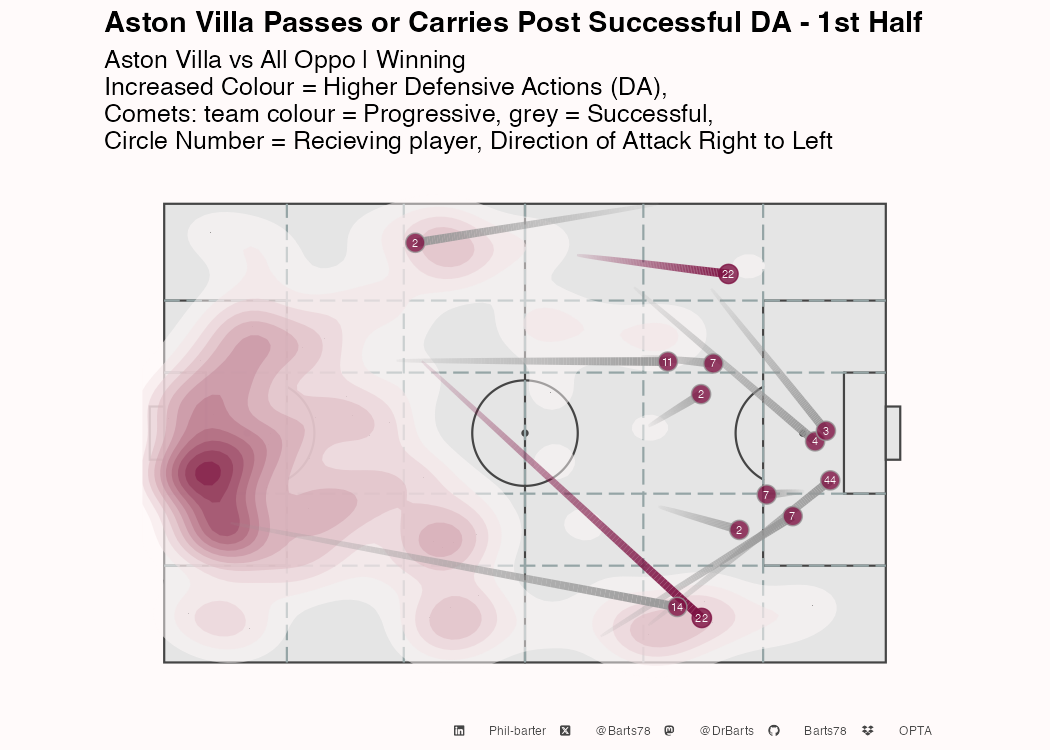 Aston Villa Passes or Carries Post Successful DA - 1st Half
Aston Villa vs All Oppo | Winning
Increased Colour = Higher Defensive Actions (DA),
Comets: team colour = Progressive, grey = Successful,
Circle Number = Recieving player, Direction of Attack Right to Left
2
22
11
7
2
3
4
44
7
7
2
14
22
Phil-barter @Barts78 @DrBarts Barts78 OPTA